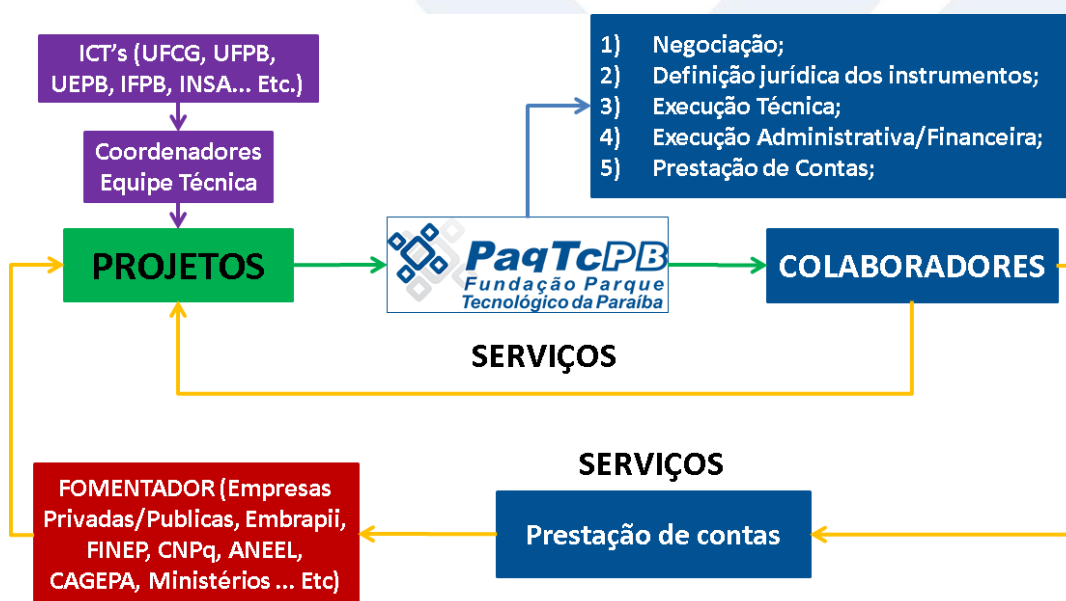 ICT's (UFCG, UFPB,
UEPB, IFPB, INSA... Etc.)
Coordenadores
Equipe Técnica
1) Negociação;
2) Definição jurídica dos instrumentos;
3) Execução Técnica;
4) Execução Administrativa/Financeira;
5) Prestação de Contas;
PROJETOS
PaqTcPB
Fundação Parque
Tecnológico da Paraíba
COLABORADORES
SERVIÇOS
SERVIÇOS
FOMENTADOR (Empresas
Privadas/Publicas, Embrapii,
FINEP, CNPq, ANEEL,
CAGEPA, Ministérios ... Etc)
Prestação de contas